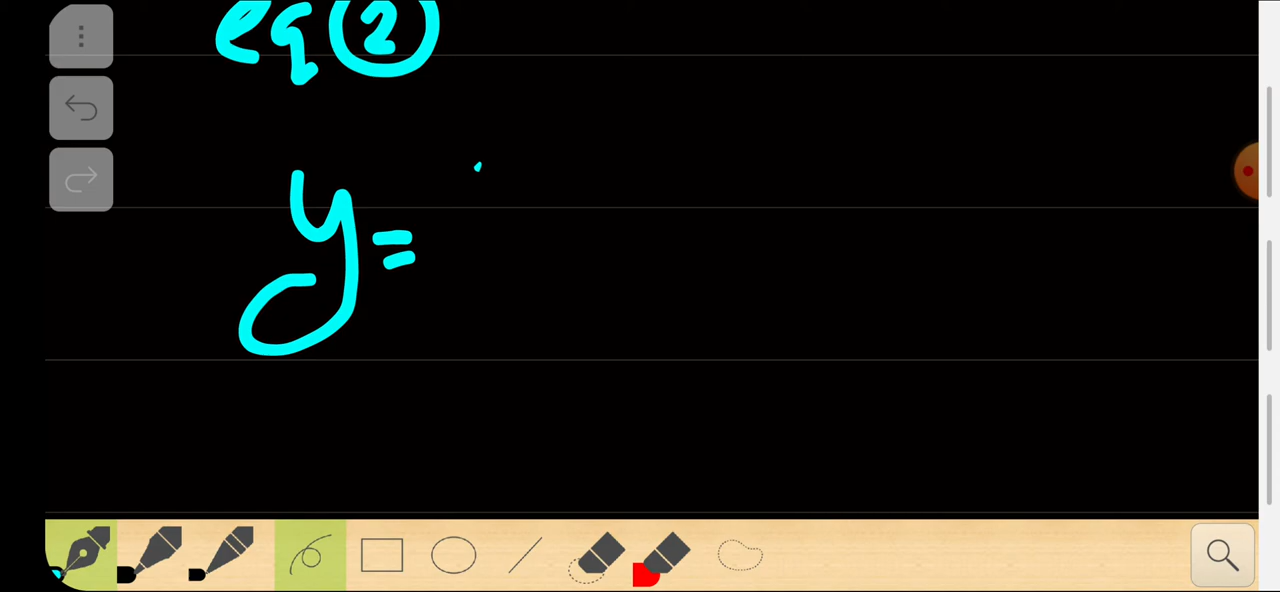 eq ②
y=